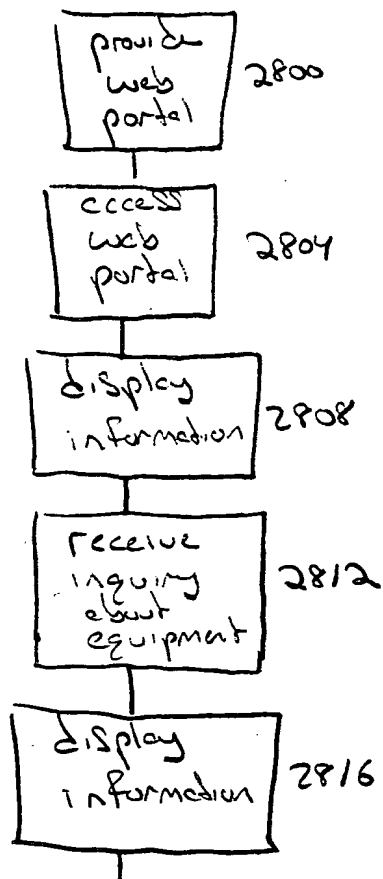 provide
web
portal
2800
access
web
portal
2804
display
information
2808
receive
inquiry
about
equipment
2812
display
information
2816